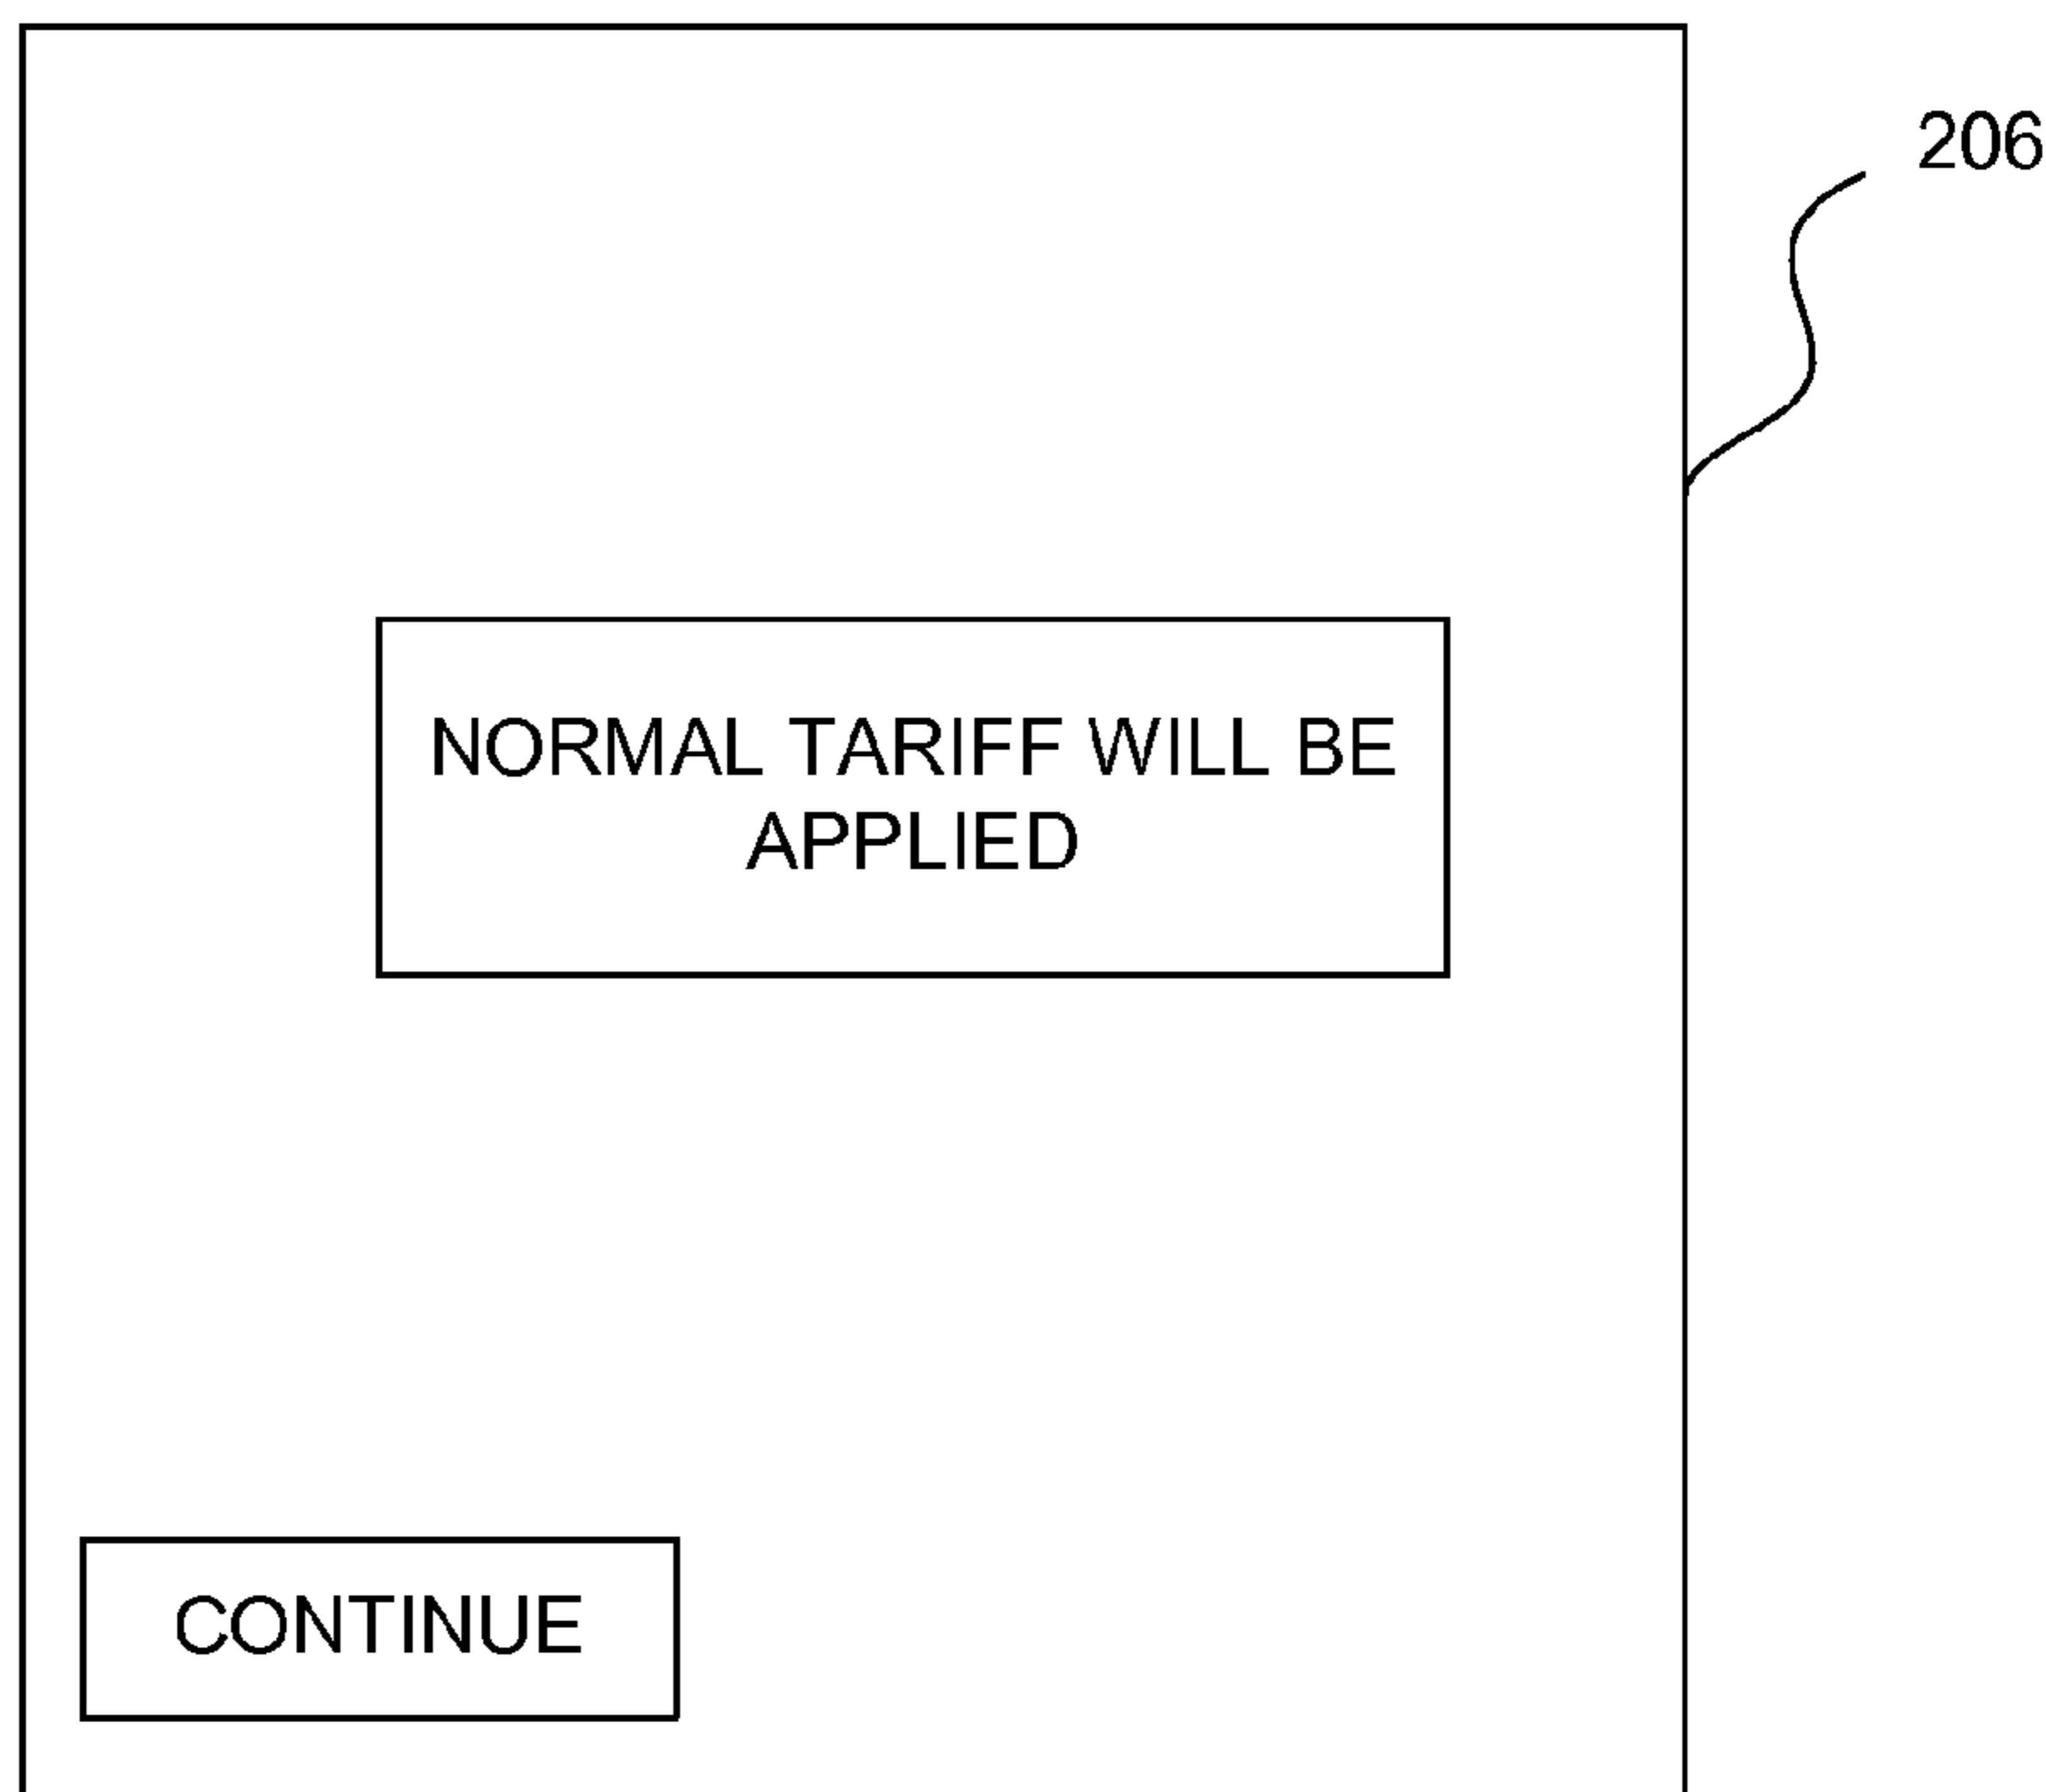 206
NORMAL TARIFF WILL BE
APPLIED
CONTINUE